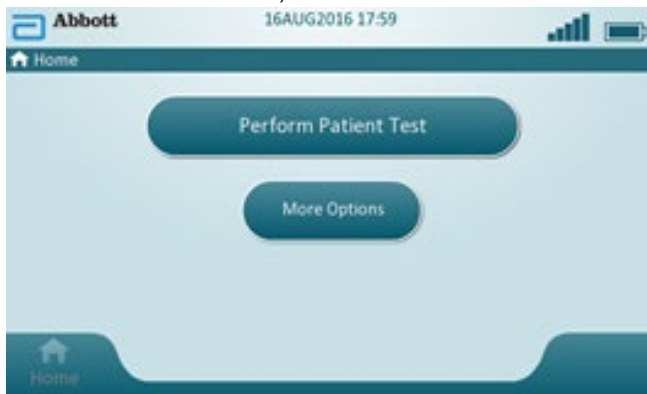 Abbott
16AUG2016 17:59
Home
Perform Patient Test
More Options
Home